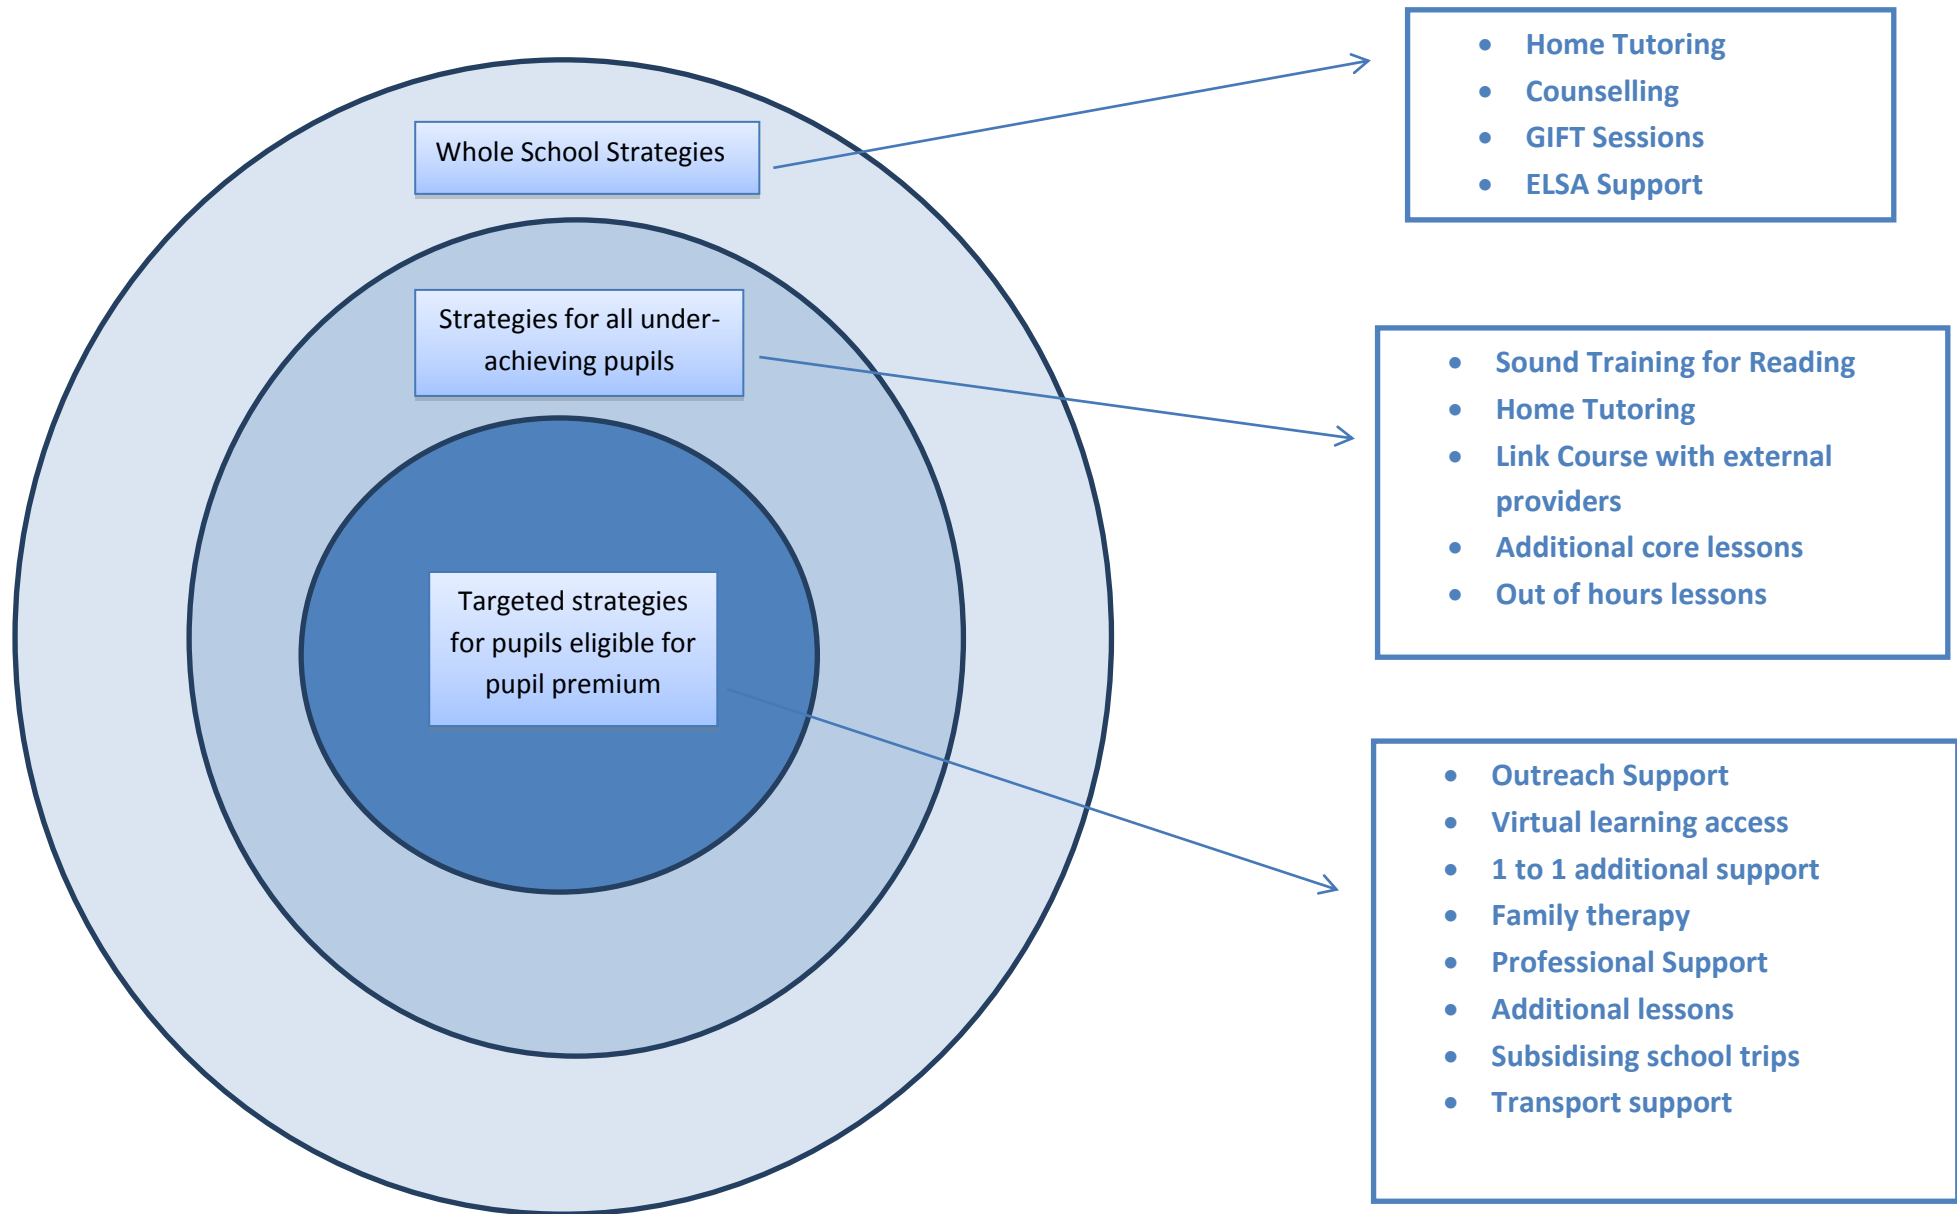 Whole School Strategies
Strategies for all under-
achieving pupils
Targeted strategies
for pupils eligible for
pupil premium
• Home Tutoring
• Counselling
• GIFT Sessions
• ELSA Support
• Sound Training for Reading
• Home Tutoring
• Link Course with external
providers
• Additional core lessons
• Out of hours lessons
• Outreach Support
• Virtual learning access
• 1 to 1 additional support
• Family therapy
• Professional Support
• Additional lessons
• Subsidising school trips
• Transport support